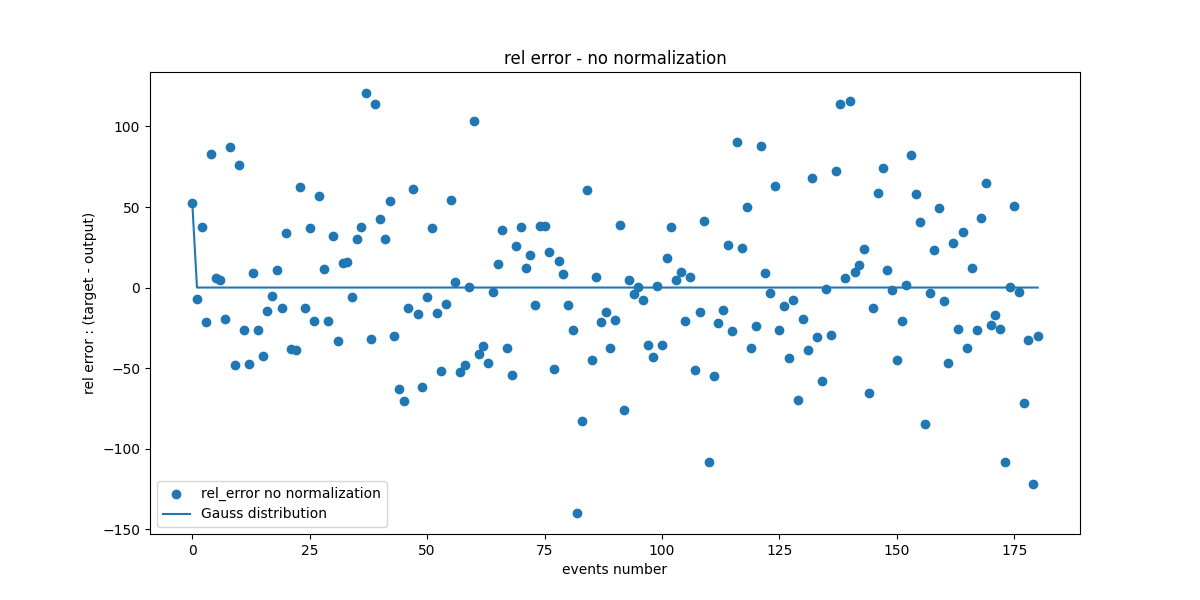 rel error - no normalization
rel error : (target - output)
100
50
0
−50
−100
−150
rel_error no normalization
Gauss distribution
0 25 50 75 100 125 150 175
events number